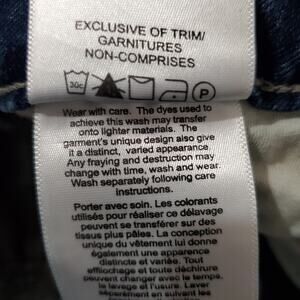 EXCLUSIVE OF TRIM/
GARNITURES
NON-COMPRISES
30c
P
Wear with care. The dyes used to
achieve this wash may transfer
onto lighter materials. The
garment's unique design also give
it a distinct, varied appearance.
Any fraying and destruction may
change with time, wash and wear.
Wash separately following care
instructions.
Porter avec soin. Les colorants
utilisés pour réaliser ce délavage
peuvent se transférer sur des
tissus plus pâles. La conception
unique du vêtement lui donne
également une apparence
distincte et variée. Tout
effilochage et toute déchirure
peuvent changer avec le temps,
le lavage et l'usure. Laver
séparément en suivant les